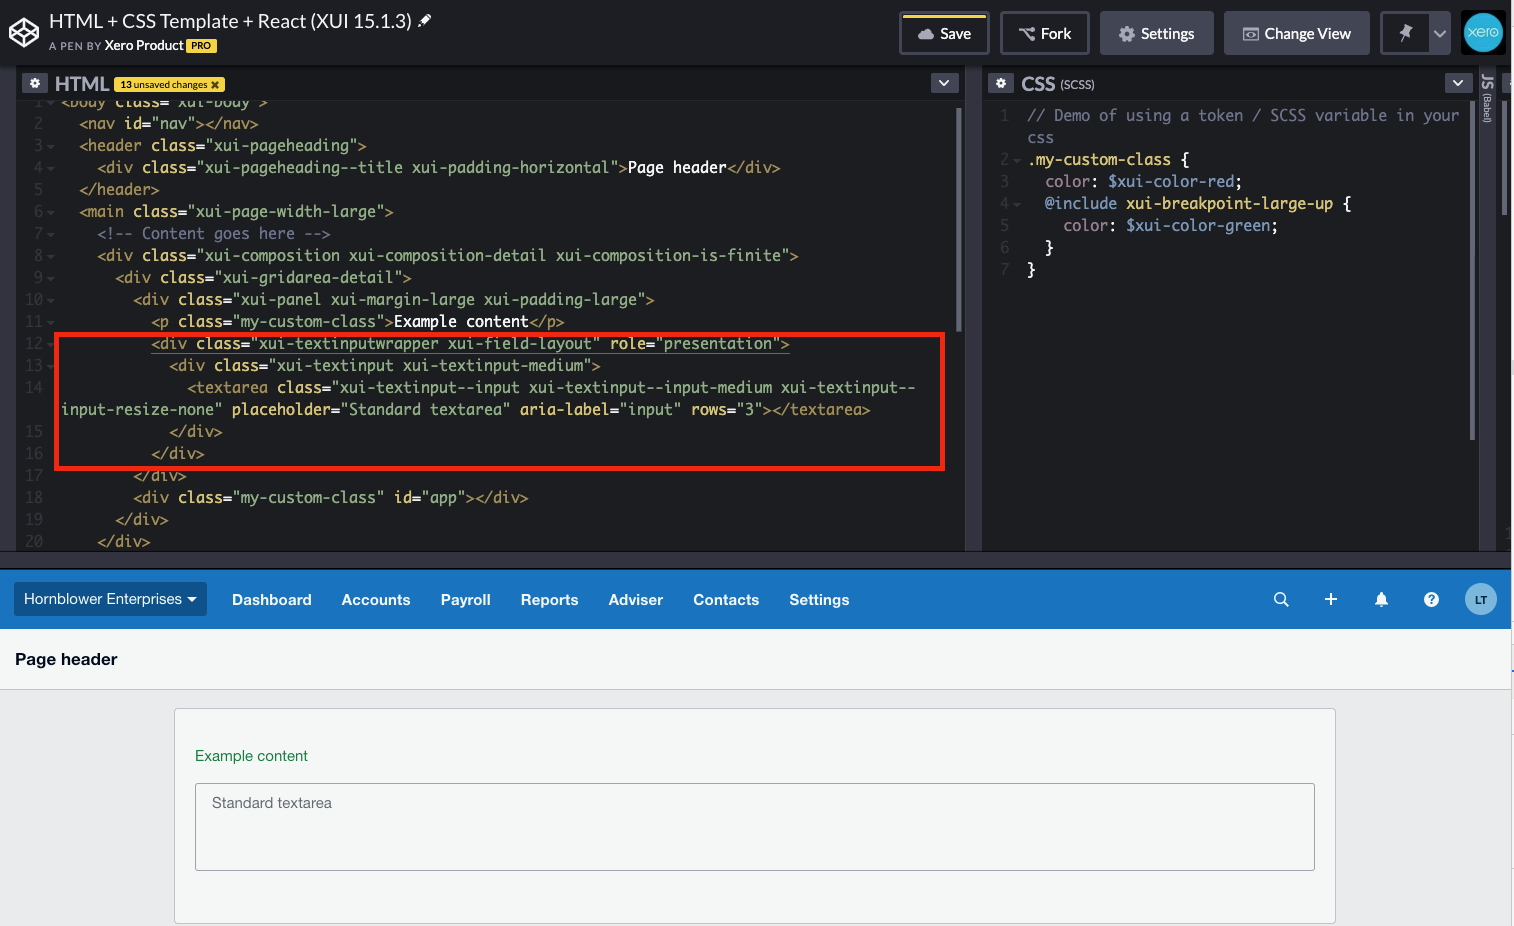 HTML + CSS Template + React (XUI 15.1.3)
A PEN BY Xero Product PRO
Save
Fork
Settings
Change View
xero
HTML 13 unsaved changes ×
1 <body class="xui-body">
2 <nav id="nav"></nav>
3 <header class="xui-pageheading">
4 <div class="xui-pageheading--title xui-padding-horizontal">Page header</div>
5 </header>
6 <main class="xui-page-width-large">
7 <!-- Content goes here -->
8 <div class="xui-composition xui-composition-detail xui-composition-is-finite">
9 <div class="xui-gridarea-detail">
10 <div class="xui-panel xui-margin-large xui-padding-large">
11 <p class="my-custom-class">Example content</p>
12 <div class="xui-textinputwrapper xui-field-layout" role="presentation">
13 <div class="xui-textinput xui-textinput-medium">
14 <textarea class="xui-textinput--input xui-textinput--input-medium xui-textinput--
input-resize-none" placeholder="Standard textarea" aria-label="input" rows="3"></textarea>
15 </div>
16 </div>
17 </div>
18 <div class="my-custom-class" id="app"></div>
19 </div>
20 </div>
CSS (SCSS)
1 // Demo of using a token / SCSS variable in your
css
2 .my-custom-class {
3 color: $xui-color-red;
4 @include xui-breakpoint-large-up {
5 color: $xui-color-green;
6 }
7 }
JS (Babel)
Hornblower Enterprises
Dashboard
Accounts
Payroll
Reports
Adviser
Contacts
Settings
LT
Page header
Example content
Standard textarea